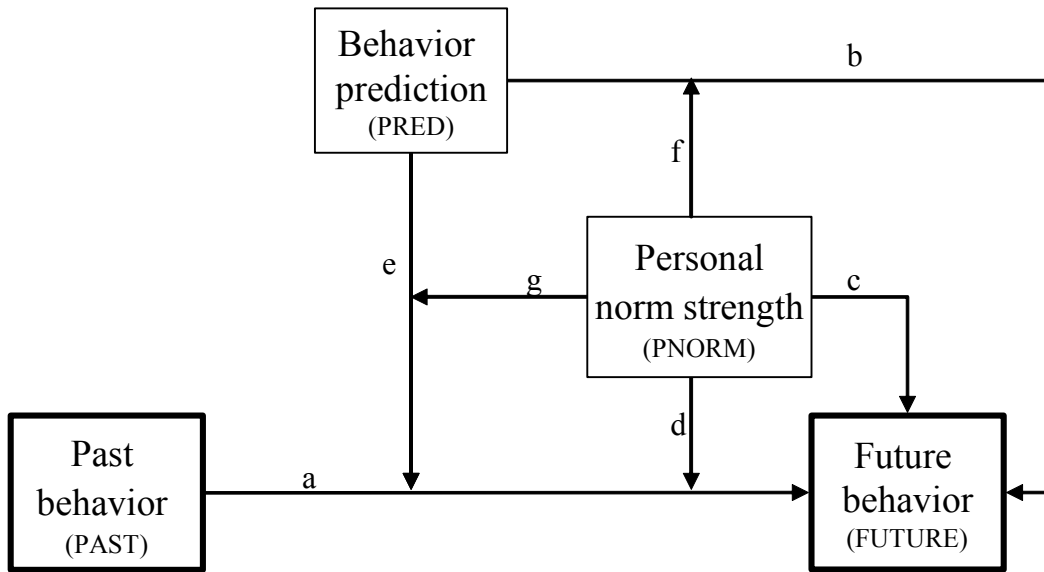 Behavior
prediction
(PRED)
b
f
e
Personal
norm strength
(PNORM)
g
c
d
Past
behavior
(PAST)
a
Future
behavior
(FUTURE)